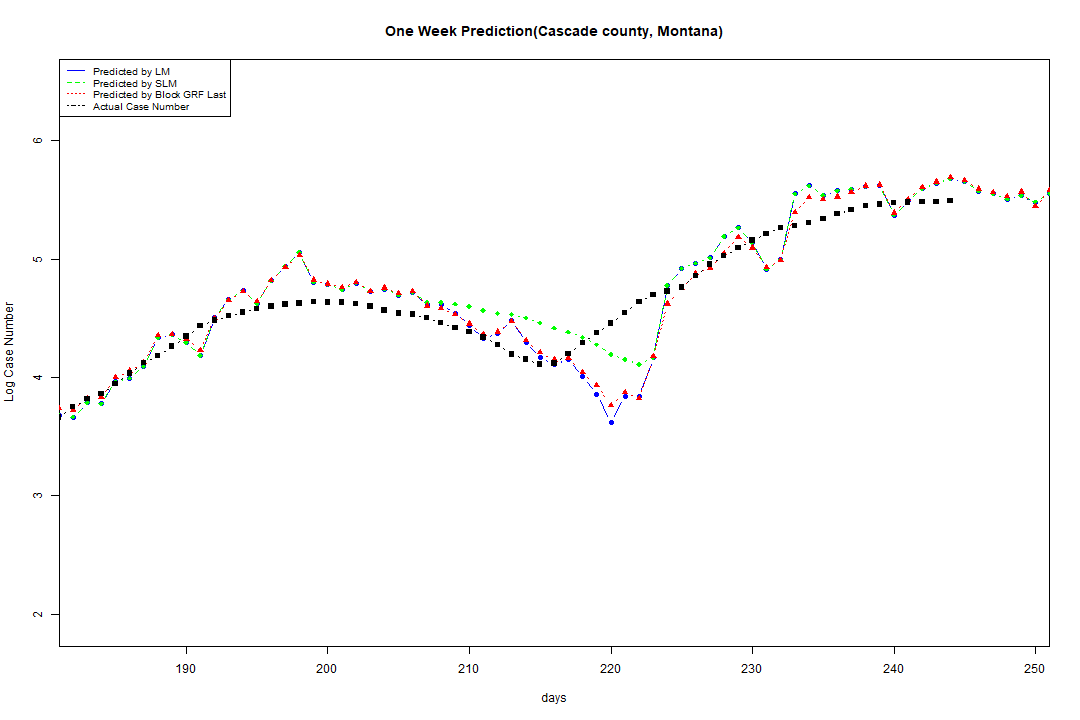 One Week Prediction(Cascade county, Montana)
Predicted by LM
Predicted by SLM
Predicted by Block GRF Last
Actual Case Number
6
5
4
3
2
Log Case Number
190 200 210 220 230 240 250
days